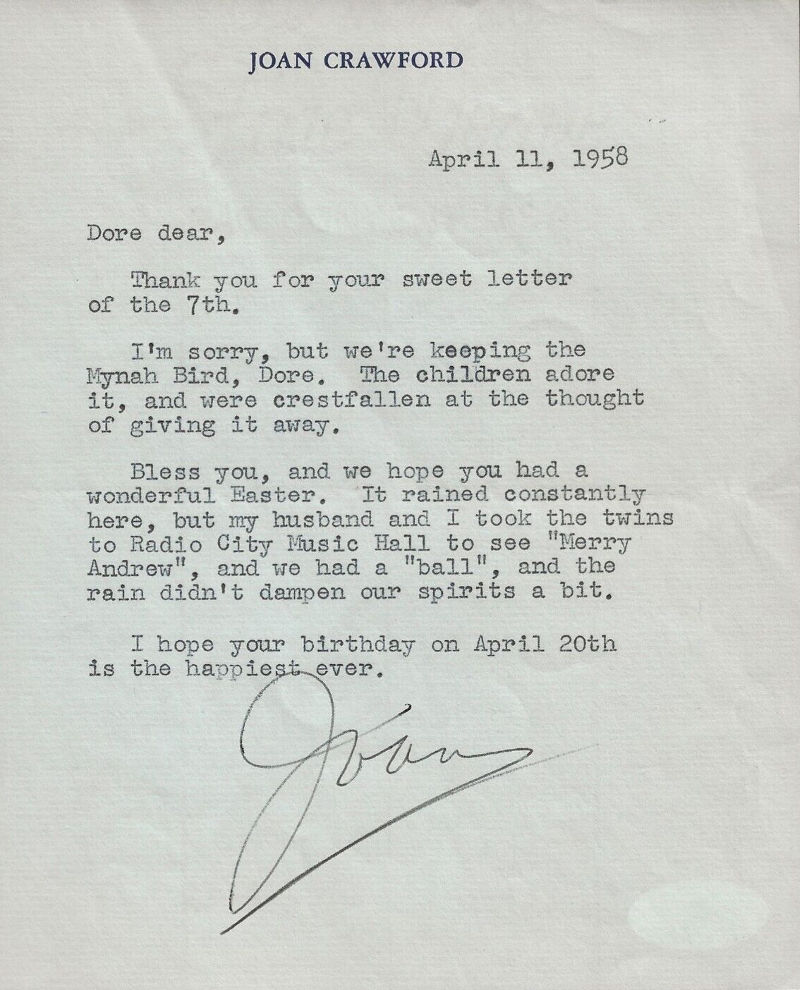 JOAN CRAWFORD
April 11, 1958
Dore dear,
Thank you for your sweet letter
of the 7th.
I'm sorry, but we're keeping the
Mynah Bird, Dore. The children adore
it, and were crestfallen at the thought
of giving it away.
Bless you, and we hope you had a
wonderful Easter. It rained constantly
here, but my husband and I took the twins
to Radio City Music Hall to see "Merry
Andrew", and we had a "ball", and the
rain didn't dampen our spirits a bit.
I hope your birthday on April 20th
is the happiest ever.
Joan